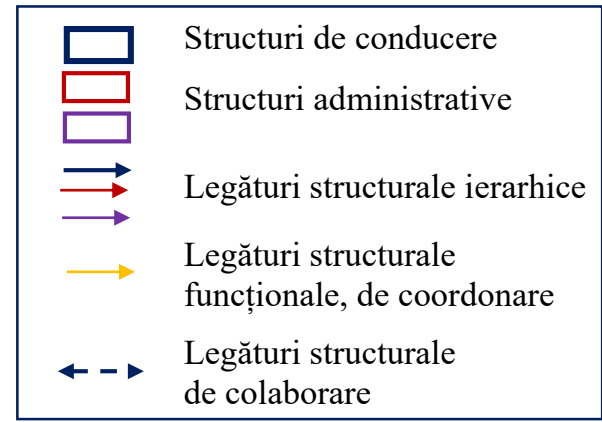 Structuri de conducere
Structuri administrative
Legături structurale ierarhice
Legături structurale
funcționale, de coordonare
Legături structurale
de colaborare